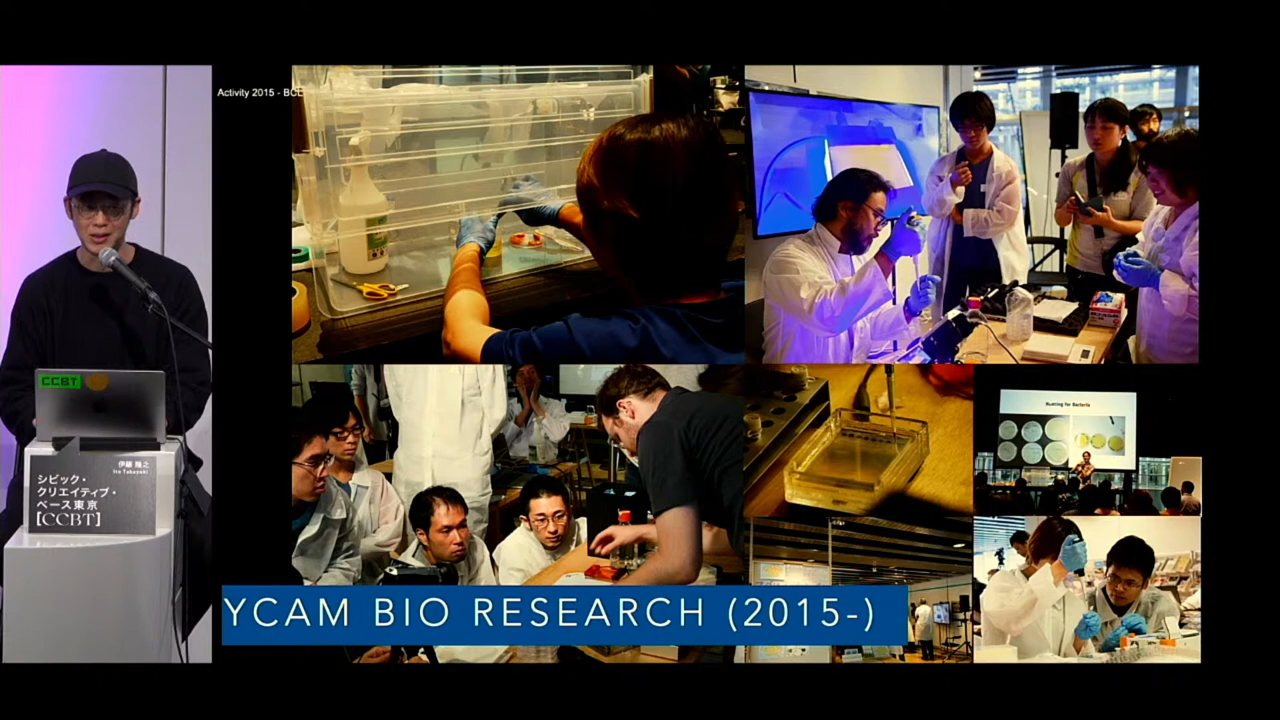 Activity 2015 - BCL
CCBT
伊藤 隆之
Ito Takayuki
シビック・
クリエイティブ・
ベース東京
[CCBT]
Hunting for Bacteria
YCAM BIO RESEARCH (2015-)